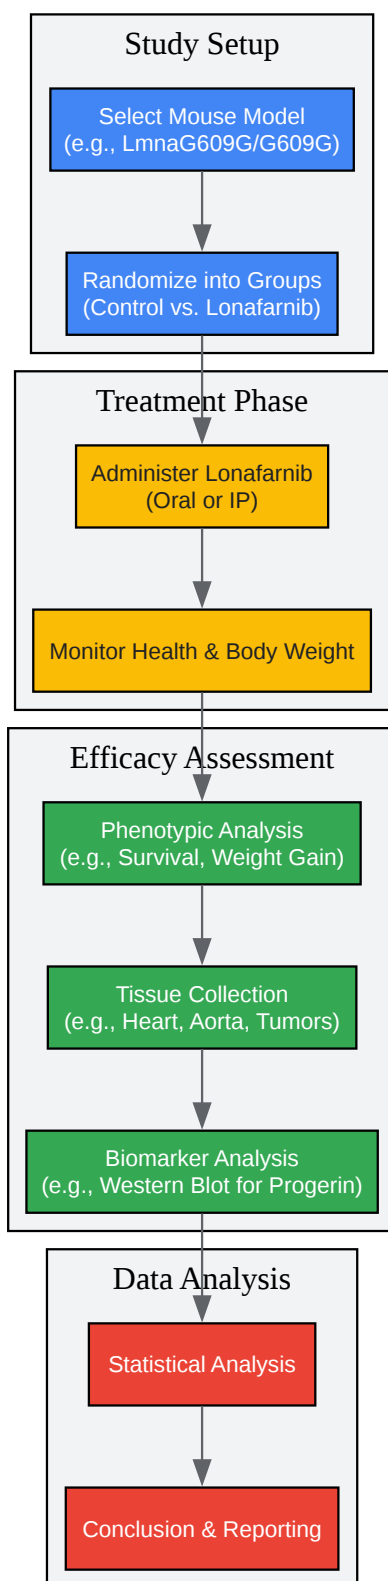 Study Setup
Select Mouse Model
(e.g., LmnaG609G/G609G)
Randomize into Groups
(Control vs. Lonafarnib)
Treatment Phase
Administer Lonafarnib
(Oral or IP)
Monitor Health & Body Weight
Efficacy Assessment
Phenotypic Analysis
(e.g., Survival, Weight Gain)
Tissue Collection
(e.g., Heart, Aorta, Tumors)
Biomarker Analysis
(e.g., Western Blot for Progerin)
Data Analysis
Statistical Analysis
Conclusion & Reporting